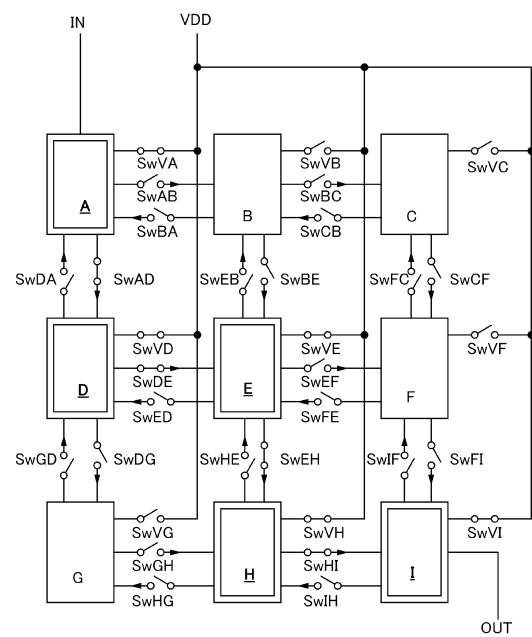 IN VDD
SwVA SwVB SwVC
SwAB SwBC
A B C
SwBA SwCB
SwDA SwAD SwEB SwBE SwFC SwCF
SwVD SwVE SwVF
SwDE SwEF
D E F
SwED SwFE
SwGD SwDG SwHE SwEH SwIF SwFI
SwVG SwVH SwVI
SwGH SwHI
G H I
SwHG SwIH
OUT